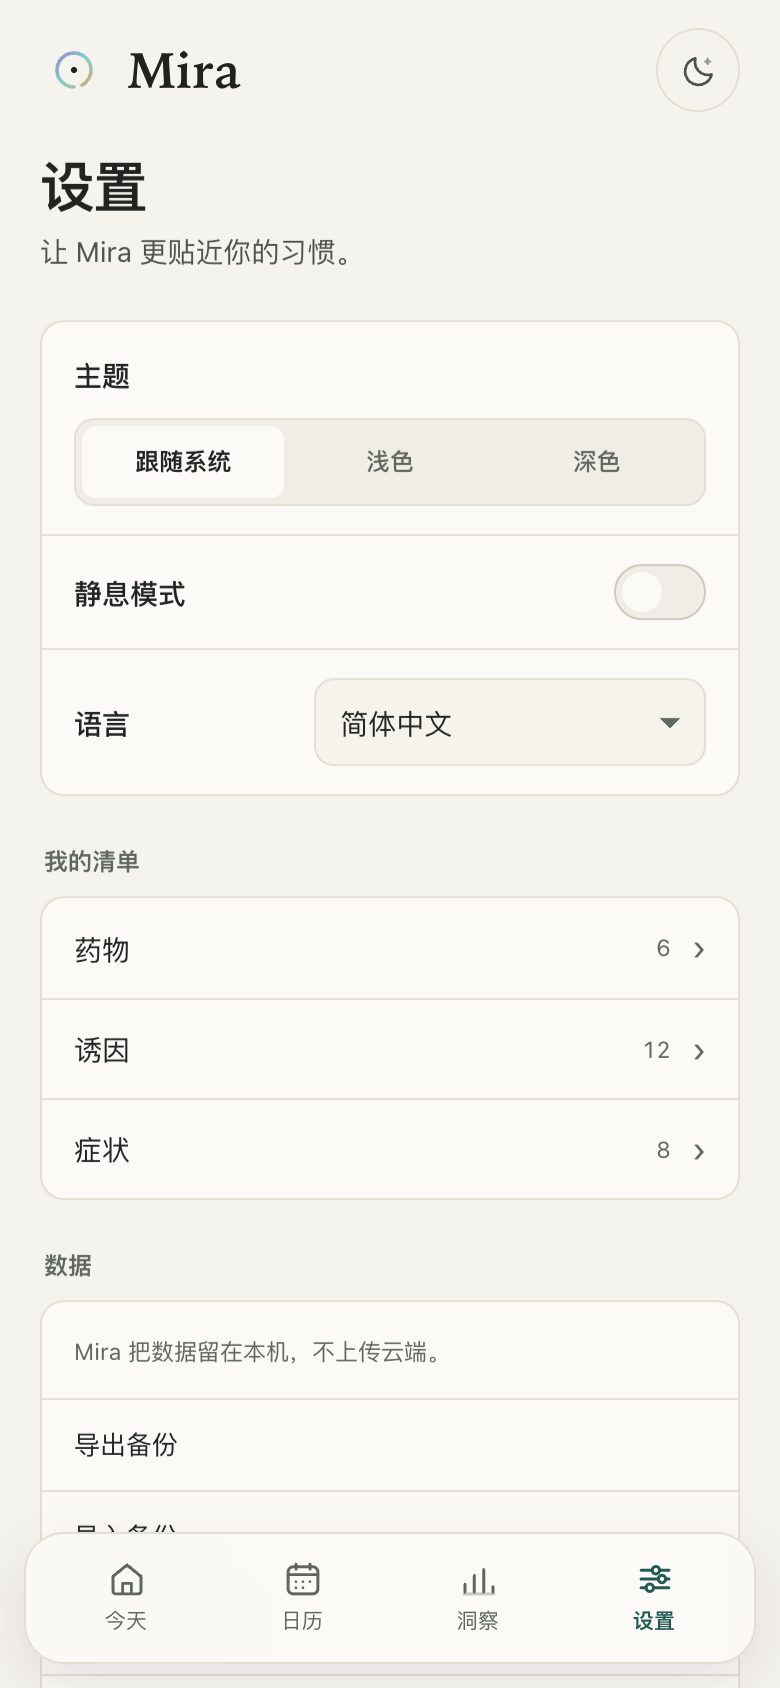 Mira
设置
让 Mira 更贴近你的习惯。
主题
跟随系统
浅色
深色
静息模式
语言
简体中文
我的清单
药物
6
诱因
12
症状
8
数据
Mira 把数据留在本机，不上传云端。
导出备份
今天
日历
洞察
设置